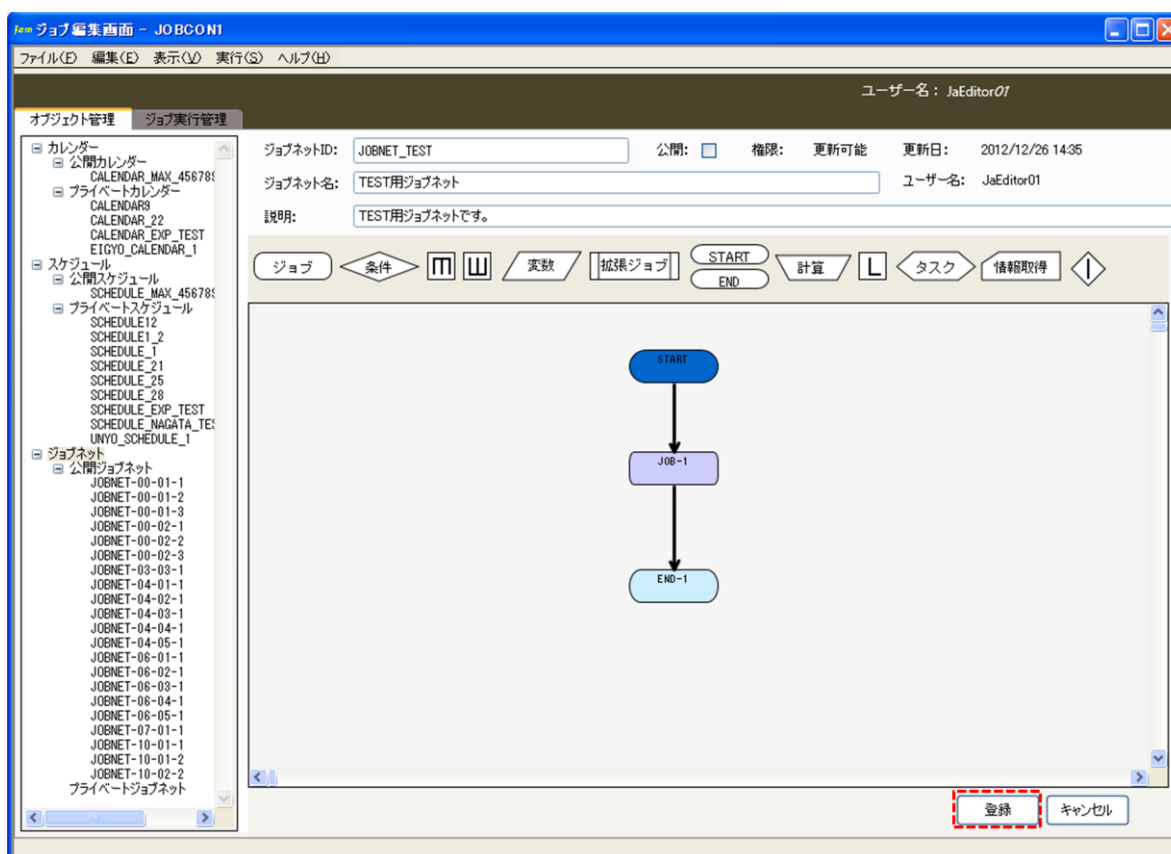 Jam ジョブ編集画面 - JOBCON1
ファイル(F) 編集(E) 表示(V) 実行(S) ヘルプ(H)
ユーザー名： JaEditor01
オブジェクト管理 ジョブ実行管理
カレンダー
公開カレンダー
CALENDAR_MAX_45678
プライベートカレンダー
CALENDAR9
CALENDAR_22
CALENDAR_EXP_TEST
EIGYO_CALENDAR_1
スケジュール
公開スケジュール
SCHEDULE_MAX_45678
プライベートスケジュール
SCHEDULE12
SCHEDULE1_2
SCHEDULE_1
SCHEDULE_21
SCHEDULE_25
SCHEDULE_28
SCHEDULE_EXP_TEST
SCHEDULE_NAGATA_TES
UNYO_SCHEDULE_1
ジョブネット
公開ジョブネット
JOBNET-00-01-1
JOBNET-00-01-2
JOBNET-00-01-3
JOBNET-00-02-1
JOBNET-00-02-2
JOBNET-00-02-3
JOBNET-03-03-1
JOBNET-04-01-1
JOBNET-04-02-1
JOBNET-04-03-1
JOBNET-04-04-1
JOBNET-04-05-1
JOBNET-06-01-1
JOBNET-06-02-1
JOBNET-06-03-1
JOBNET-06-04-1
JOBNET-06-05-1
JOBNET-07-01-1
JOBNET-10-01-1
JOBNET-10-01-2
JOBNET-10-02-2
プライベートジョブネット
ジョブネットID: JOBNET_TEST 公開: 権限: 更新可能 更新日: 2012/12/26 14:35
ジョブネット名: TEST用ジョブネット ユーザー名: JaEditor01
説明: TEST用ジョブネットです。
ジョブ 条件 変数 拡張ジョブ START END 計算 L タスク 情報取得
START
JOB-1
END-1
登録 キャンセル